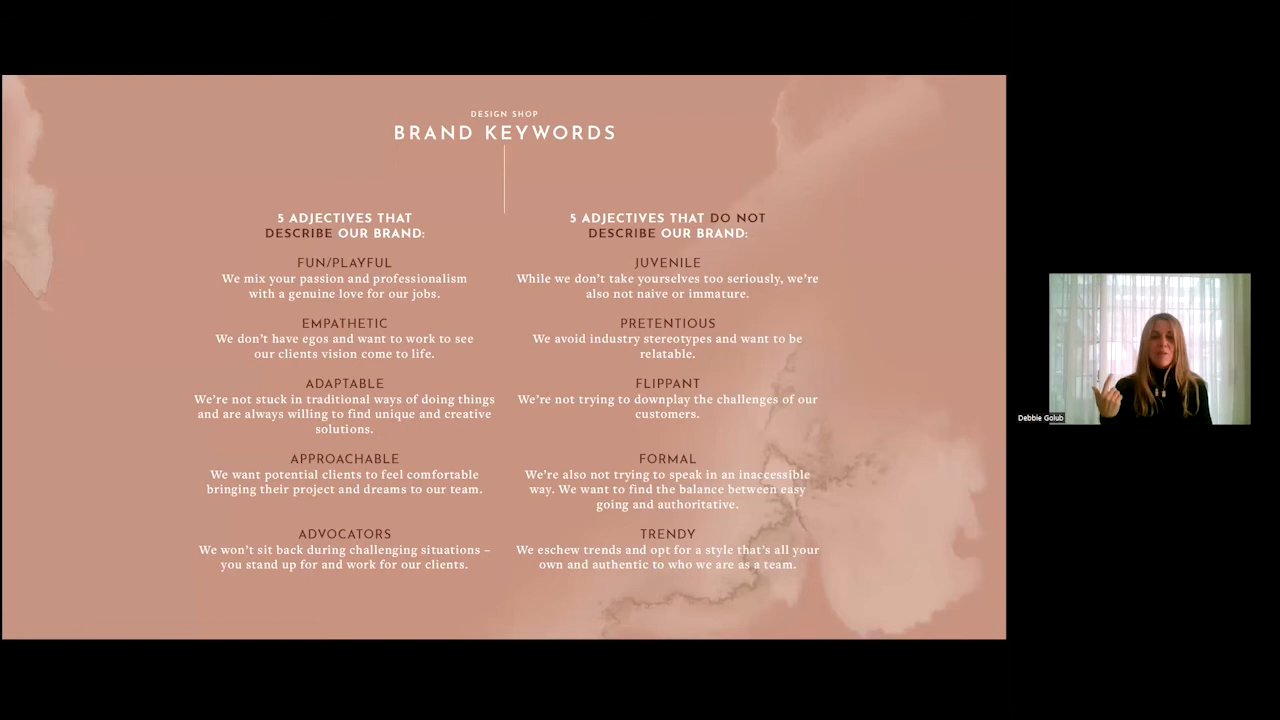 DESIGN SHOP
BRAND KEYWORDS
5 ADJECTIVES THAT
DESCRIBE OUR BRAND:
FUN/PLAYFUL
We mix your passion and professionalism
with a genuine love for our jobs.
EMPATHETIC
We don't have egos and want to work to see
our clients vision come to life.
ADAPTABLE
We're not stuck in traditional ways of doing things
and are always willing to find unique and creative
solutions.
APPROACHABLE
We want potential clients to feel comfortable
bringing their project and dreams to our team.
ADVOCATORS
We won't sit back during challenging situations –
you stand up for and work for our clients.
5 ADJECTIVES THAT DO NOT
DESCRIBE OUR BRAND:
JUVENILE
While we don't take yourselves too seriously, we're
also not naive or immature.
PRETENTIOUS
We avoid industry stereotypes and want to be
relatable.
FLIPPANT
We're not trying to downplay the challenges of our
customers.
FORMAL
We're also not trying to speak in an inaccessible
way. We want to find the balance between easy
going and authoritative.
TRENDY
We eschew trends and opt for a style that's all your
own and authentic to who we are as a team.
Debbie Golub